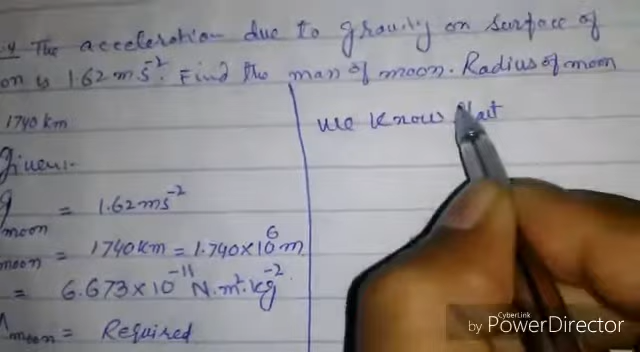 .4 The acceleration due to gravity on surface of
on is 1.62 m s⁻². Find the mass of moon. Radius of moon
1740 km
Given:-
g moon = 1.62 ms⁻²
moon = 1740 km = 1.740 × 10⁶ m
= 6.673 × 10⁻¹¹ N.m².kg⁻²
moon = Required
we know that
CyberLink
by PowerDirector